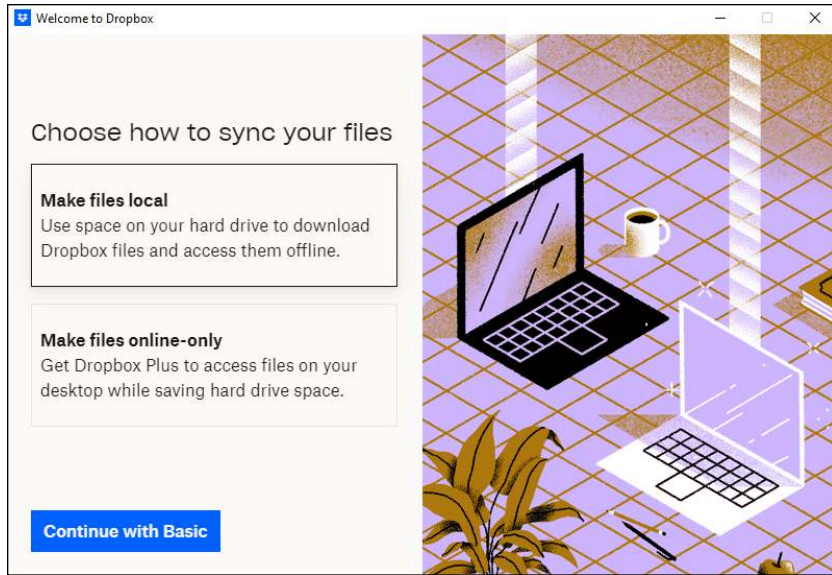 Welcome to Dropbox
Choose how to sync your files
Make files local
Use space on your hard drive to download
Dropbox files and access them offline.
Make files online-only
Get Dropbox Plus to access files on your
desktop while saving hard drive space.
Continue with Basic